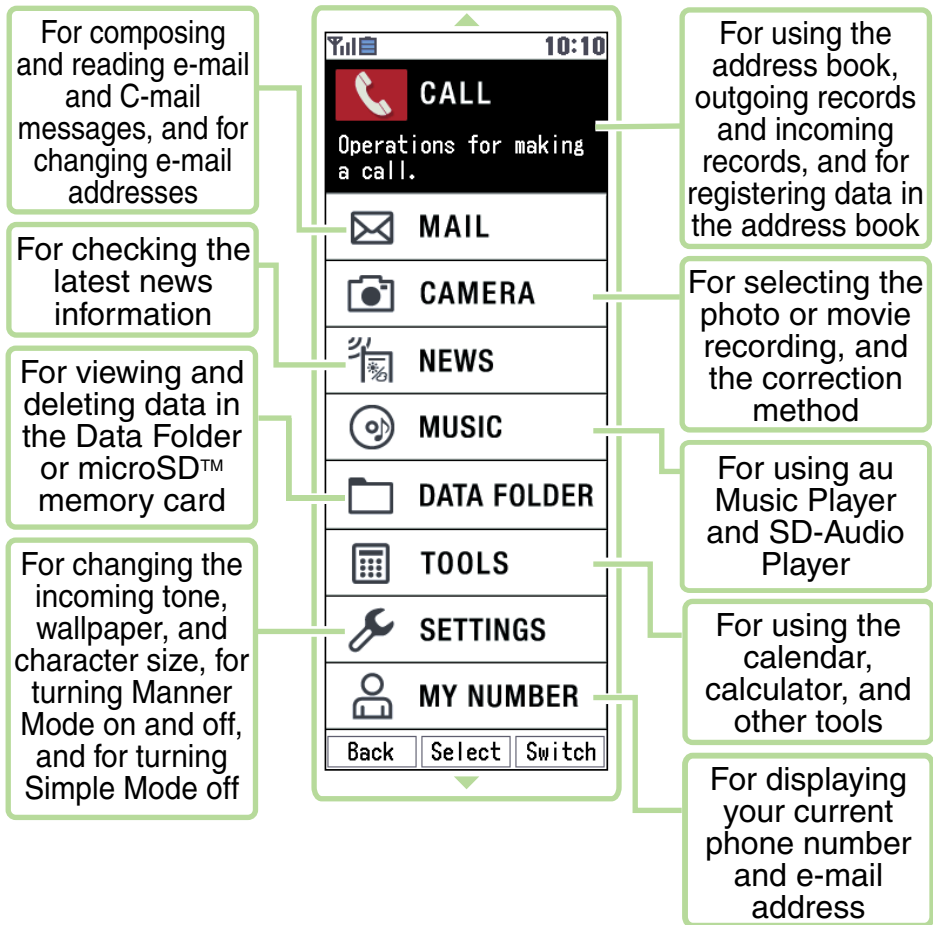 For composing
and reading e-mail
and C-mail
messages, and for
changing e-mail
addresses
For checking the
latest news
information
For viewing and
deleting data in
the Data Folder
or microSD™
memory card
For changing the
incoming tone,
wallpaper, and
character size, for
turning Manner
Mode on and off,
and for turning
Simple Mode off
10:10
CALL
Operations for making
a call.
MAIL
CAMERA
NEWS
MUSIC
DATA FOLDER
TOOLS
SETTINGS
MY NUMBER
Back Select Switch
For using the
address book,
outgoing records
and incoming
records, and for
registering data in
the address book
For selecting the
photo or movie
recording, and
the correction
method
For using au
Music Player
and SD-Audio
Player
For using the
calendar,
calculator, and
other tools
For displaying
your current
phone number
and e-mail
address